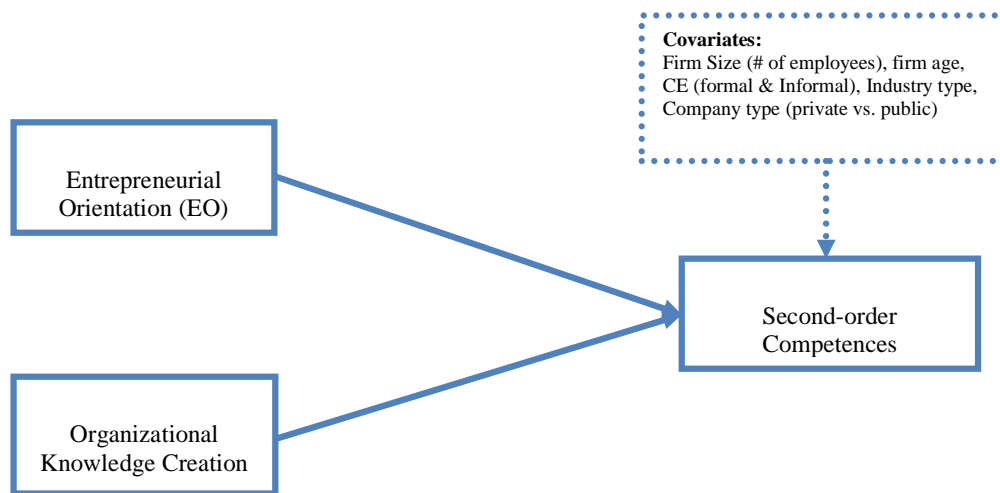 Covariates:
Firm Size (# of employees), firm age,
CE (formal & Informal), Industry type,
Company type (private vs. public)
Entrepreneurial
Orientation (EO)
Second-order
Competences
Organizational
Knowledge Creation